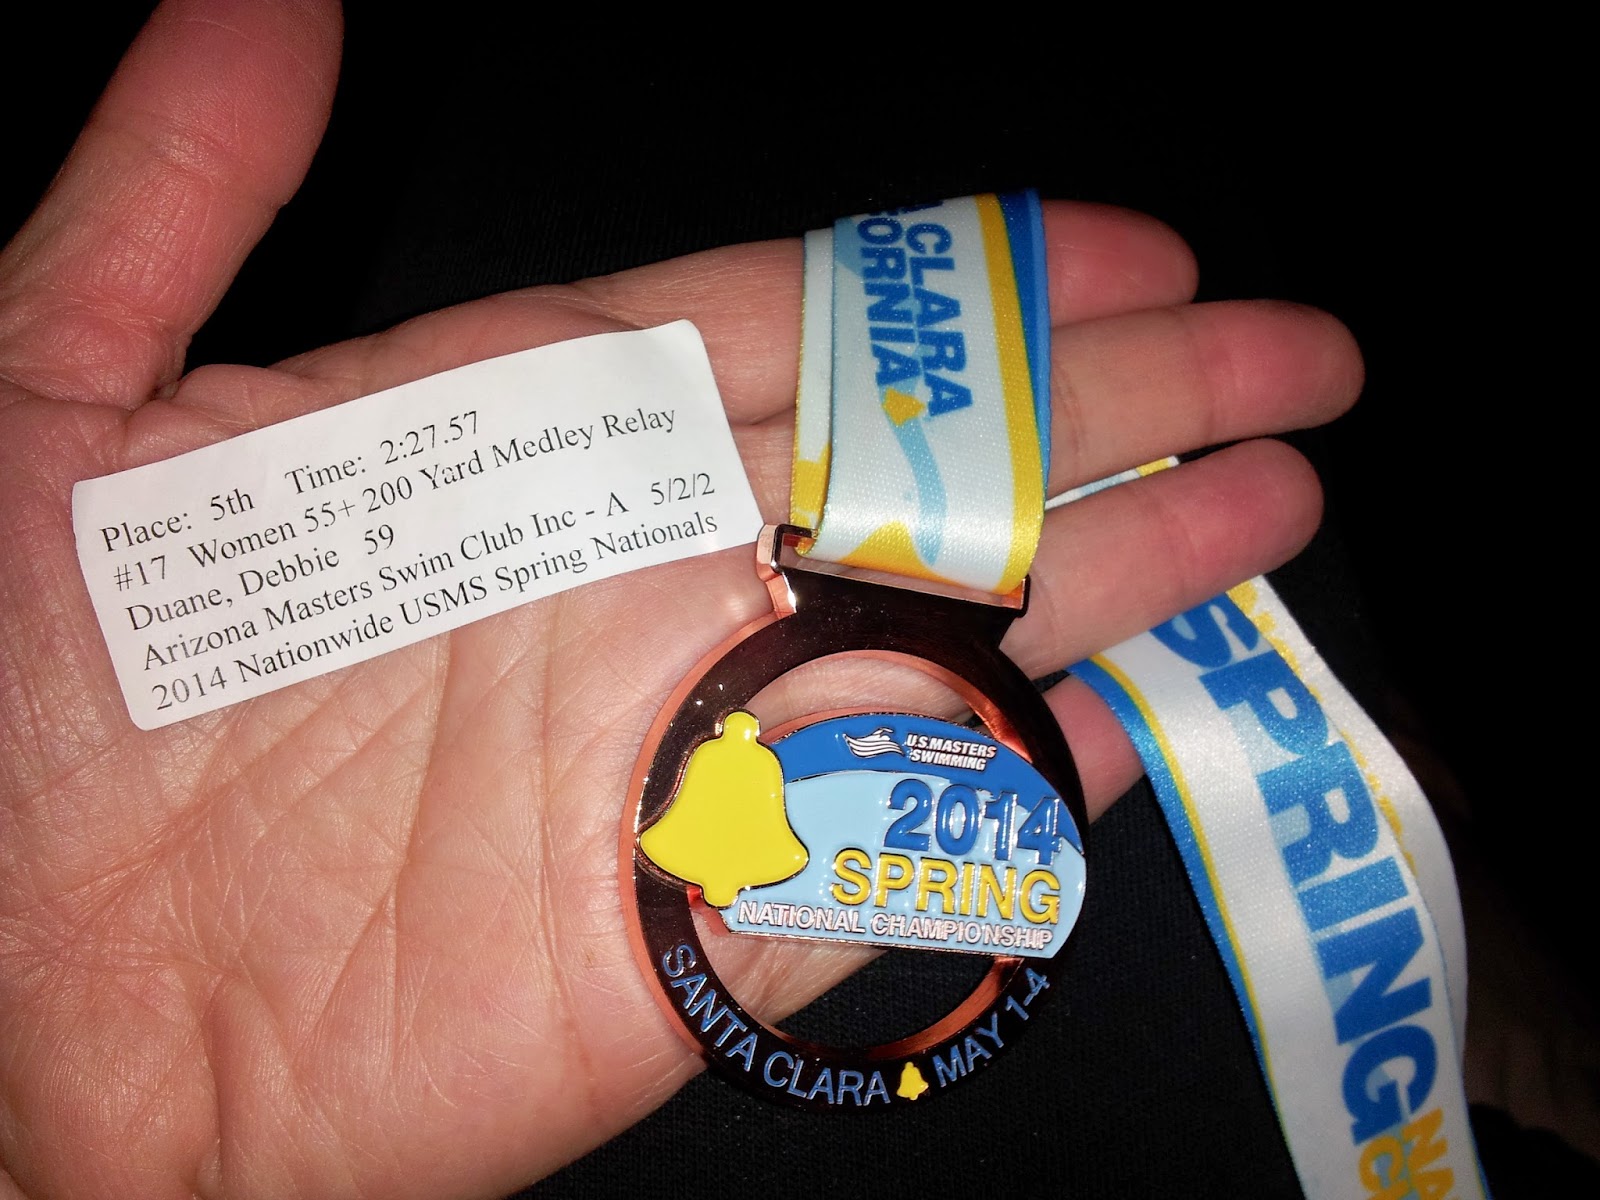 Place: 5th Time: 2:27.57
#17 Women 55+ 200 Yard Medley Relay
Duane, Debbie 59
Arizona Masters Swim Club Inc - A 5/2/2
2014 Nationwide USMS Spring Nationals
CLARA
ORNIA
U.S. MASTERS
SWIMMING
2014
SPRING
NATIONAL CHAMPIONSHIP
SANTA CLARA MAY 1-4
SPRING
NA
CH